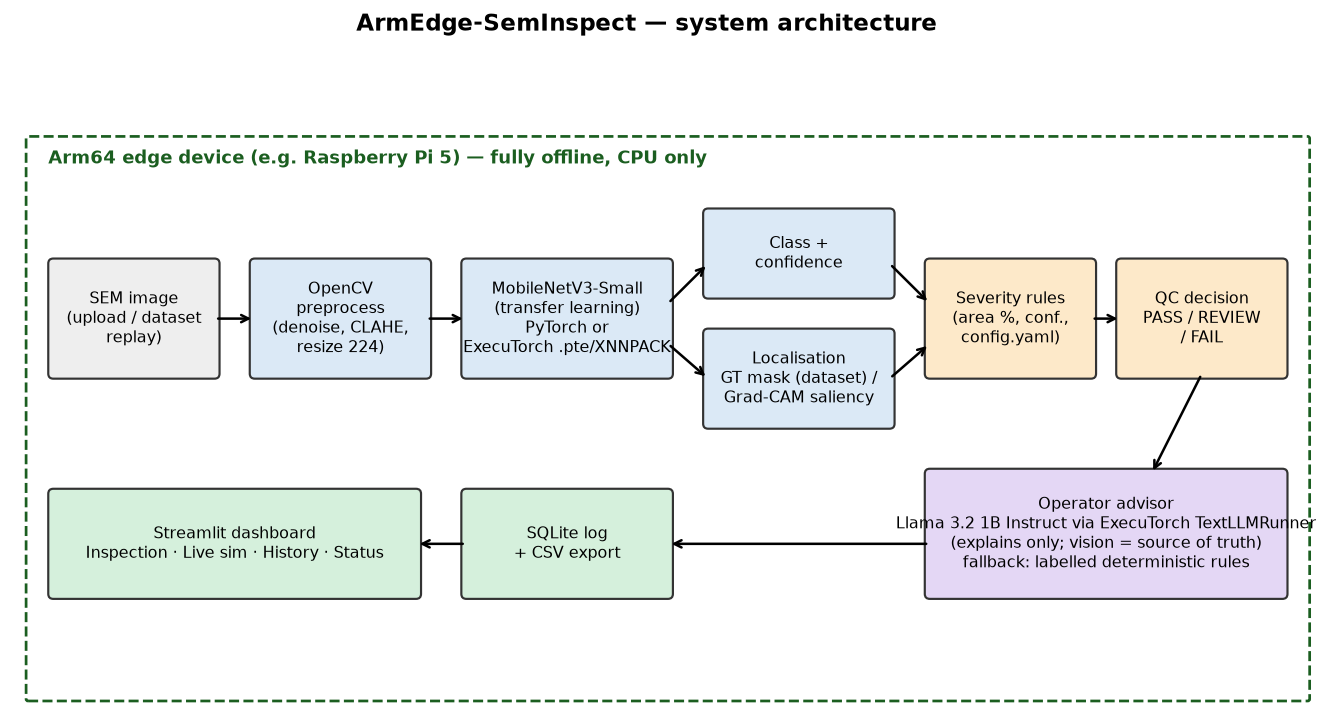 ArmEdge-SemInspect — system architecture
Arm64 edge device (e.g. Raspberry Pi 5) — fully offline, CPU only
SEM image
(upload / dataset
replay)
OpenCV
preprocess
(denoise, CLAHE,
resize 224)
MobileNetV3-Small
(transfer learning)
PyTorch or
ExecuTorch .pte/XNNPACK
Class +
confidence
Localisation
GT mask (dataset) /
Grad-CAM saliency
Severity rules
(area %, conf.,
config.yaml)
QC decision
PASS / REVIEW
/ FAIL
Operator advisor
Llama 3.2 1B Instruct via ExecuTorch TextLLMRunner
(explains only; vision = source of truth)
fallback: labelled deterministic rules
SQLite log
+ CSV export
Streamlit dashboard
Inspection · Live sim · History · Status